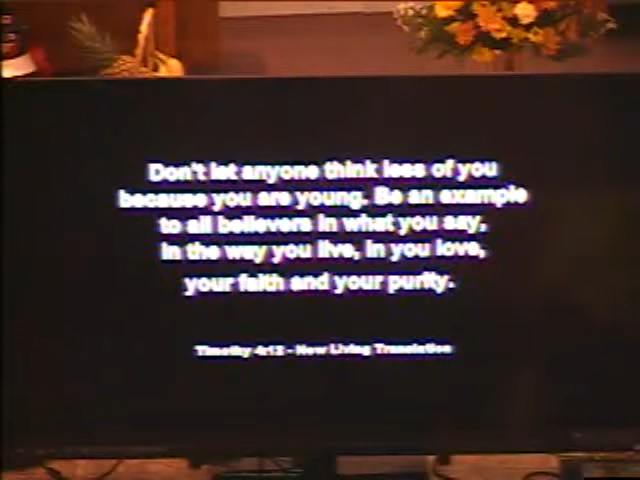 Don't let anyone think less of you
because you are young. Be an example
to all believers in what you say,
in the way you live, in you love,
your faith and your purity.
Timothy 4:12 - New Living Translation